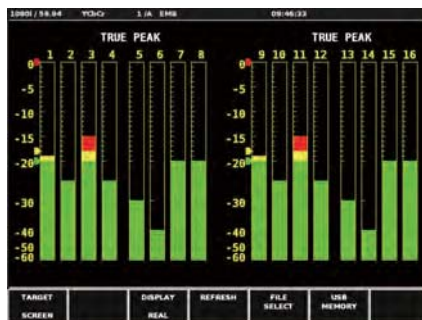 1080i / 59.94 YCbCr 1 /A EMB 09:46:33
TRUE PEAK TRUE PEAK
1 2 3 4 5 6 7 8 9 10 11 12 13 14 15 16
0 0
-5 -5
-10 -10
-15 -15
-20 -20
-30 -30
-40 -40
-50 -50
-60 -60
TARGET DISPLAY REFRESH FILE USB
SELECT MEMORY
SCREEN REAL